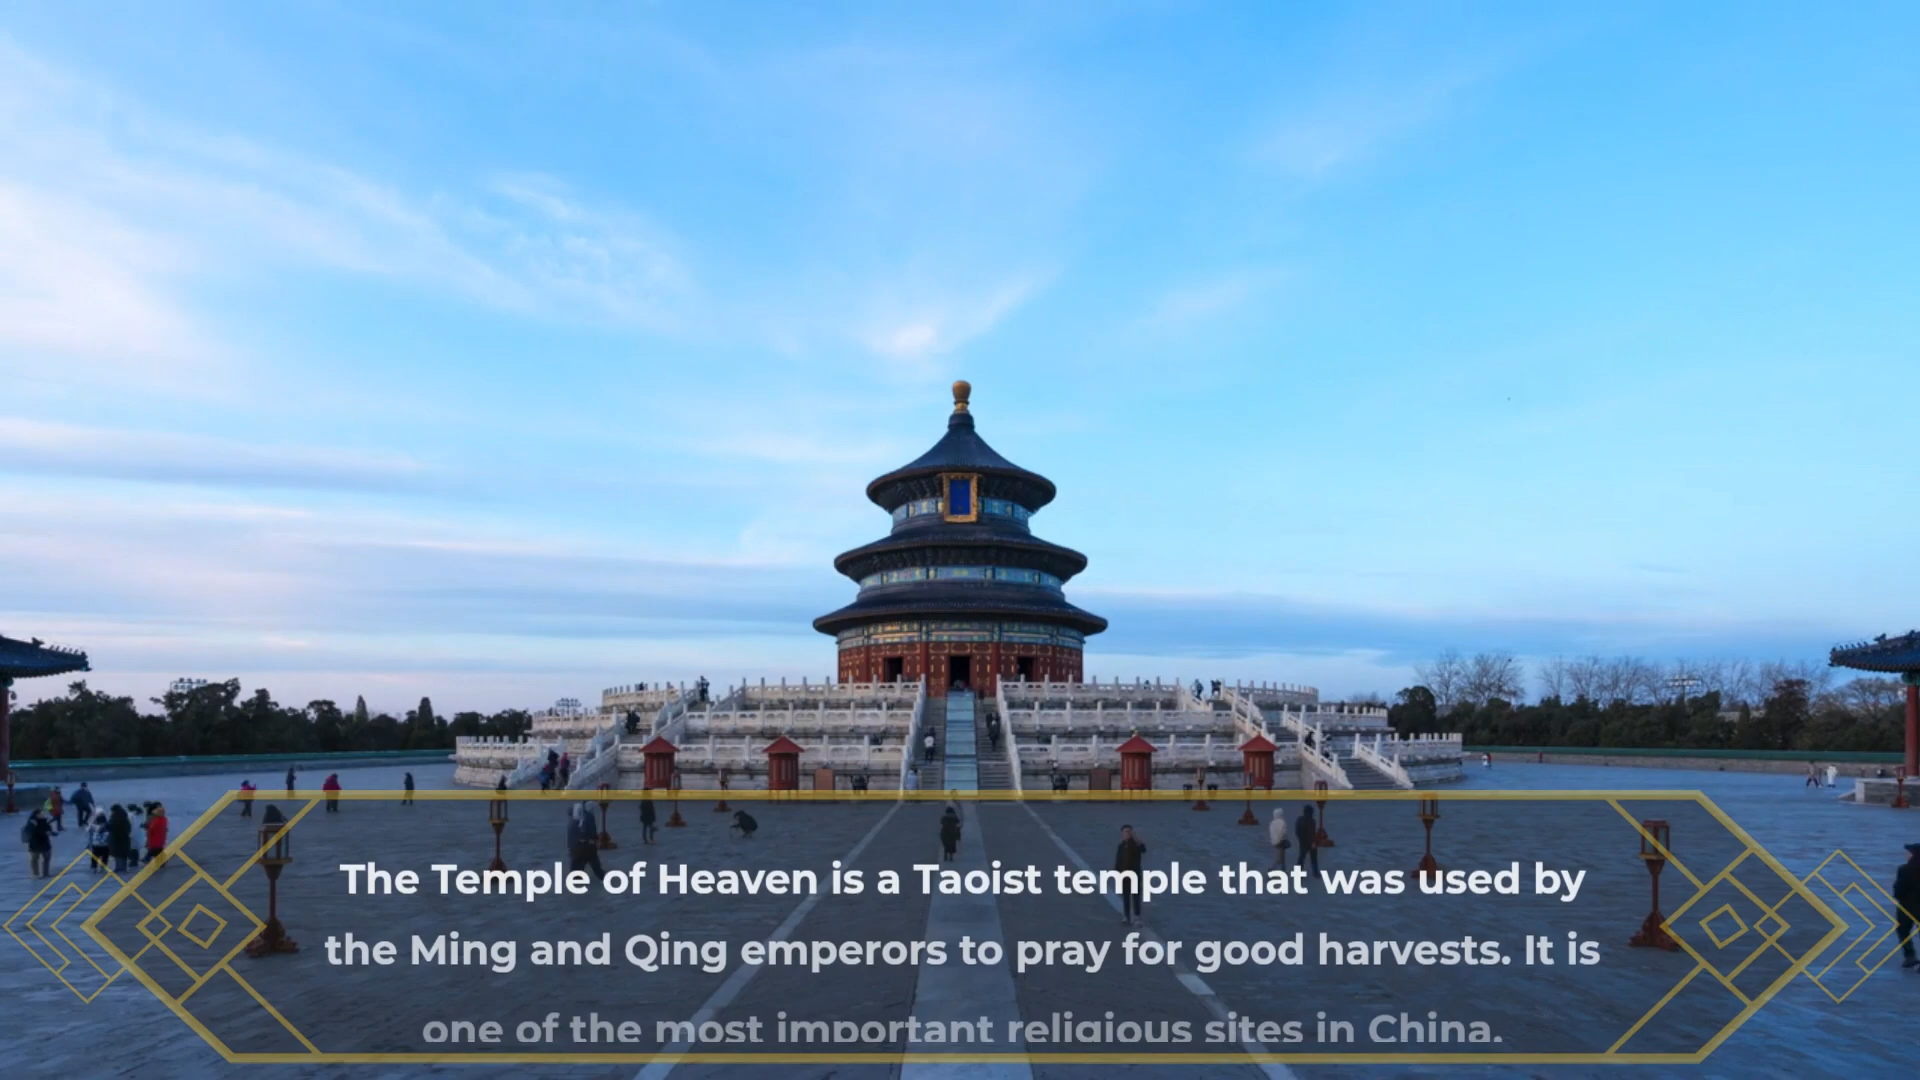 The Temple of Heaven is a Taoist temple that was used by
the Ming and Qing emperors to pray for good harvests. It is
one of the most important religious sites in China.